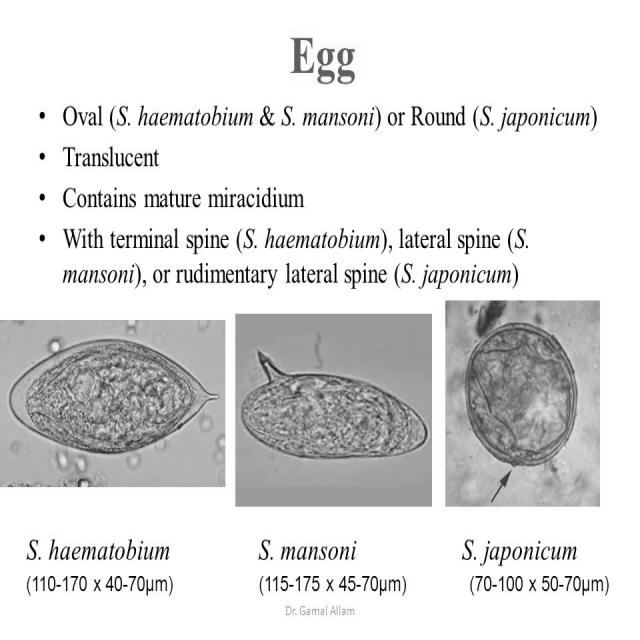 Egg
• Oval (S. haematobium & S. mansoni) or Round (S. japonicum)
• Translucent
• Contains mature miracidium
• With terminal spine (S. haematobium), lateral spine (S.
mansoni), or rudimentary lateral spine (S. japonicum)
S. haematobium
(110-170 x 40-70µm)
S. mansoni
(115-175 x 45-70µm)
S. japonicum
(70-100 x 50-70µm)
Dr. Gamal Allam